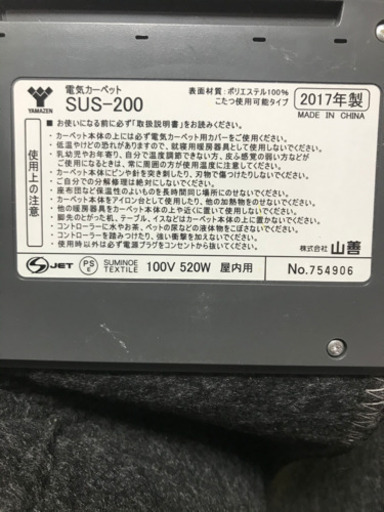 YAMAZEN
電気カーペット
SUS-200
表面材質:ポリエステル100%
こたつ使用可能タイプ
2017年製
MADE IN CHINA
■お使いになる前に必ず「取扱説明書」をお読みください。
使用上の注意
・カーペット本体の上には必ず電気カーペット用カバーをご使用ください。
・低温やけどの恐れがありますので、就寝用暖房器具として使用しないでください。
・乳幼児やお年寄り、自分で温度調節できない方、皮ふ感覚の弱い方などがご使用になるときは、特に周囲の方が温度に注意してください。
・カーペット本体にピンや針を突き刺したり、刃物で傷つけたりしないでください。
・ご自分での分解修理は絶対にしないでください。
・座布団など保温性のよいものを同じ場所にのせないでください。
・カーペットをアイロン台としての使用や、他の加熱物をのせないでください。
・他の暖房器具をカーペット本体の上や近くに置いて使用しないでください。
・脚先のとがった机、テーブル、イスなどはカーペット本体にのせないでください。
・コントローラーに水やお茶、ペットの尿などの液体物をこぼさないでください。
・コントローラーを踏みつけたり、強い衝撃を加えないでください。
・使用時以外は必ず電源プラグをコンセントから抜いてください。
株式会社 山善
S JET
PS E
SUMINOE TEXTILE
100V 520W 屋内用
No.754906